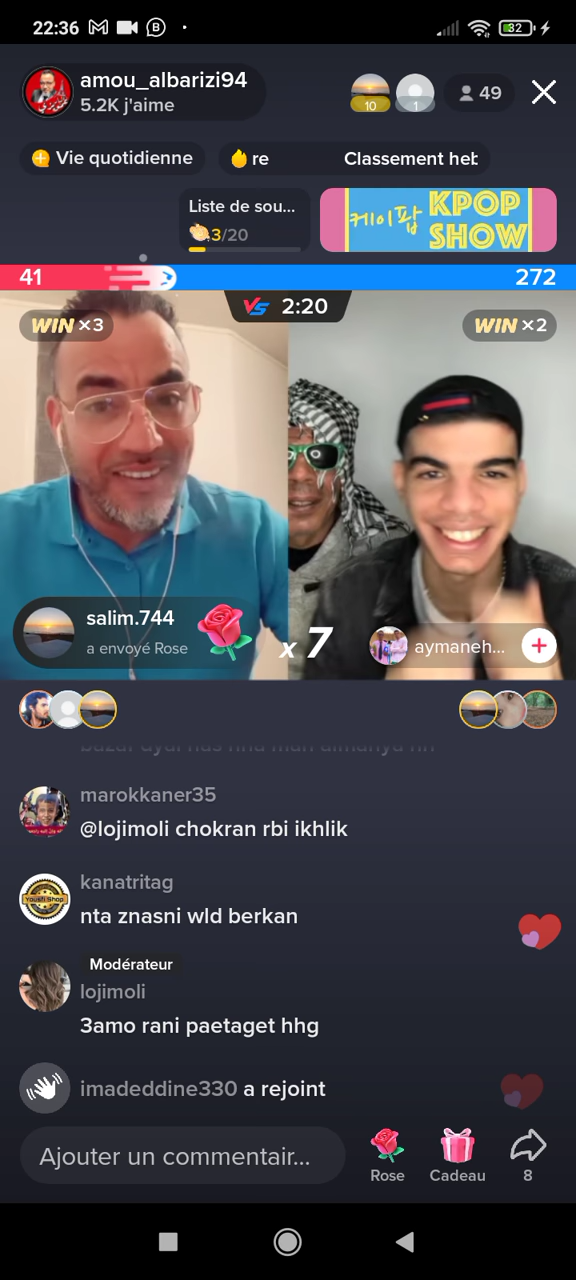 22:36
32
amou_albarizi94
5.2K j'aime
10
1
49
Vie quotidienne
re
Classement heb
Liste de sou...
3/20
케이팝
KPOP
SHOW
41
272
VS 2:20
WIN ×3
WIN ×2
salim.744
a envoyé Rose
x 7
aymaneh...
marokkaner35
@lojimoli chokran rbi ikhlik
kanatritag
Yousfi Shop
nta znasni wld berkan
Modérateur
lojimoli
3amo rani paetaget hhg
imadeddine330 a rejoint
Ajouter un commentair...
Rose
Cadeau
8